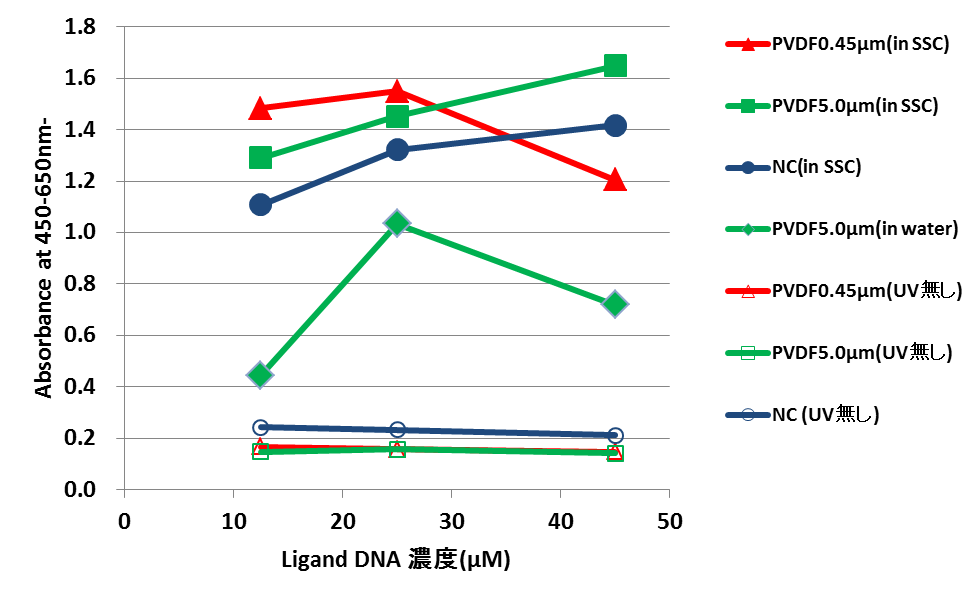 1.8
1.6
1.4
1.2
1.0
0.8
0.6
0.4
0.2
0.0
0 10 20 30 40 50
Absorbance at 450-650nm-
Ligand DNA 濃度(μM)
PVDF0.45μm(in SSC)
PVDF5.0μm(in SSC)
NC(in SSC)
PVDF5.0μm(in water)
PVDF0.45μm(UV無し)
PVDF5.0μm(UV無し)
NC (UV無し)